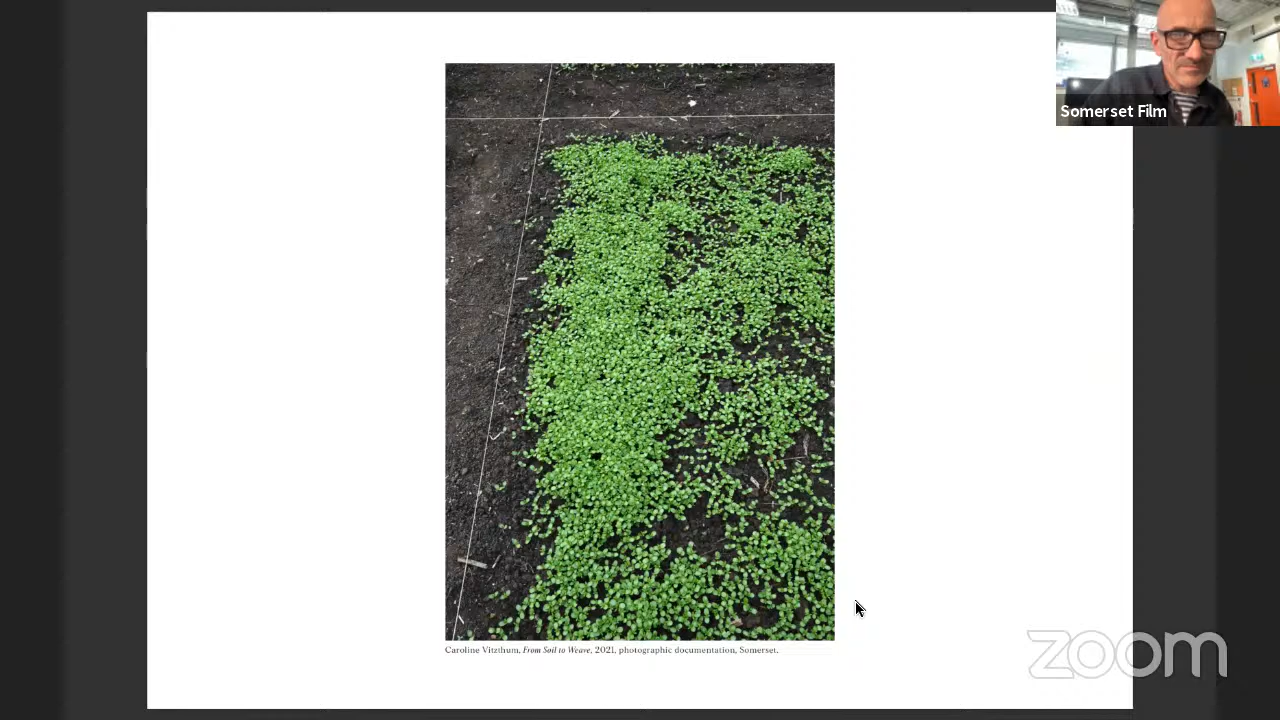 Somerset Film
Caroline Vitzthum, From Soil to Weave, 2021, photographic documentation, Somerset.
zoom